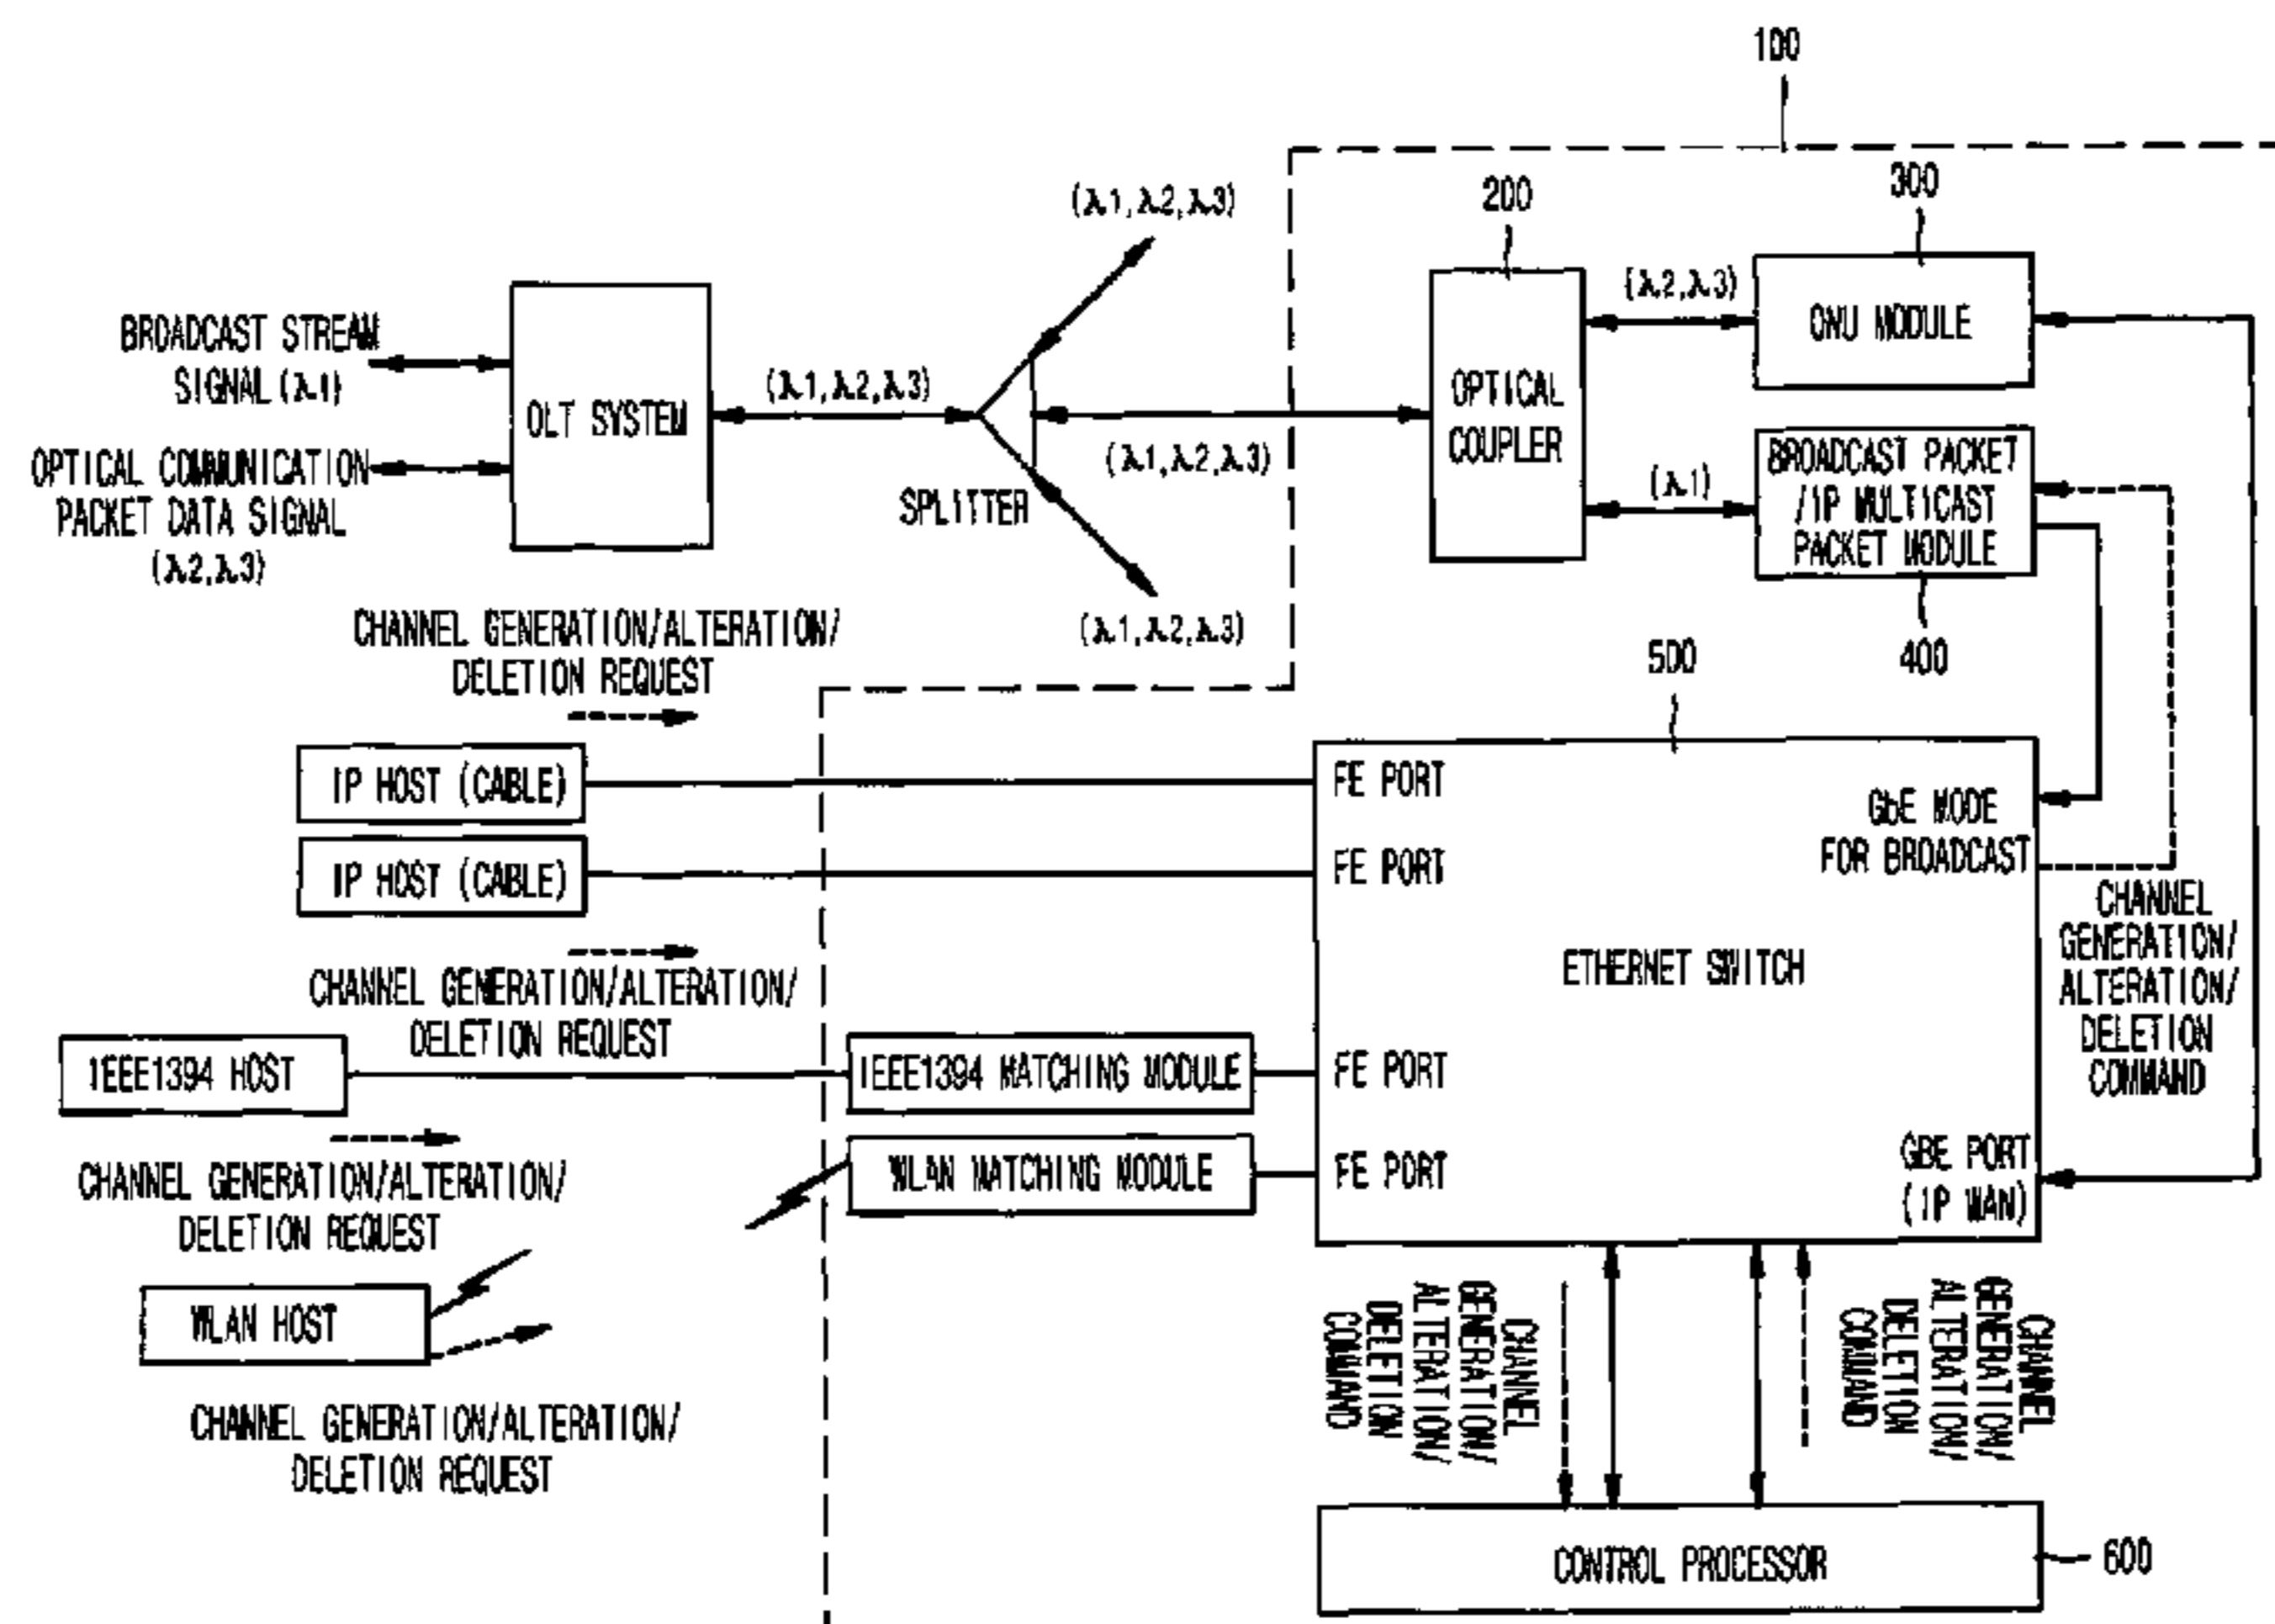 100
(λ1,λ2,λ3)
200
300
BROADCAST STREAM
SIGNAL(λ1)
OPTICAL COMMUNICATION
PACKET DATA SIGNAL
(λ2,λ3)
OLT SYSTEM
(λ1,λ2,λ3)
SPLITTER
(λ1,λ2,λ3)
(λ1,λ2,λ3)
OPTICAL
COUPLER
(λ2,λ3)
ONU MODULE
(λ1)
BROADCAST PACKET
/IP MULTICAST
PACKET MODULE
400
500
CHANNEL GENERATION/ALTERATION/
DELETION REQUEST
IP HOST (CABLE)
IP HOST (CABLE)
CHANNEL GENERATION/ALTERATION/
DELETION REQUEST
IEEE1394 HOST
IEEE1394 MATCHING MODULE
CHANNEL GENERATION/ALTERATION/
DELETION REQUEST
WLAN MATCHING MODULE
WLAN HOST
CHANNEL GENERATION/ALTERATION/
DELETION REQUEST
FE PORT
FE PORT
FE PORT
FE PORT
GbE MODE
FOR BROADCAST
ETHERNET SWITCH
GBE PORT
(IP WAN)
CHANNEL
GENERATION/
ALTERATION/
DELETION
COMMAND
CHANNEL
GENERATION/
ALTERATION/
DELETION
COMMAND
CHANNEL
GENERATION/
ALTERATION/
DELETION
COMMAND
CONTROL PROCESSOR
600